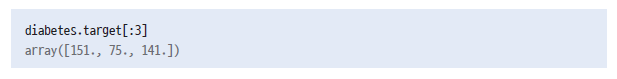 diabetes.target[:3]
array([151., 75., 141.])